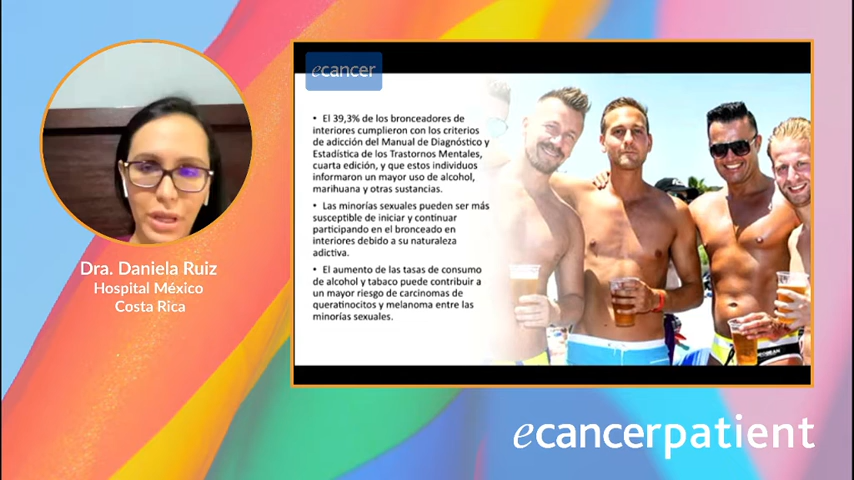 ecancer
• El 39,3% de los bronceadores de
interiores cumplieron con los criterios
de adicción del Manual de Diagnóstico y
Estadística de los Trastornos Mentales,
cuarta edición, y que estos individuos
informaron un mayor uso de alcohol,
marihuana y otras sustancias.
• Las minorías sexuales pueden ser más
susceptible de iniciar y continuar
participando en el bronceado en
interiores debido a su naturaleza
adictiva.
• El aumento de las tasas de consumo
de alcohol y tabaco puede contribuir a
un mayor riesgo de carcinomas de
queratinocitos y melanoma entre las
minorías sexuales.
Dra. Daniela Ruiz
Hospital México
Costa Rica
ecancerpatient